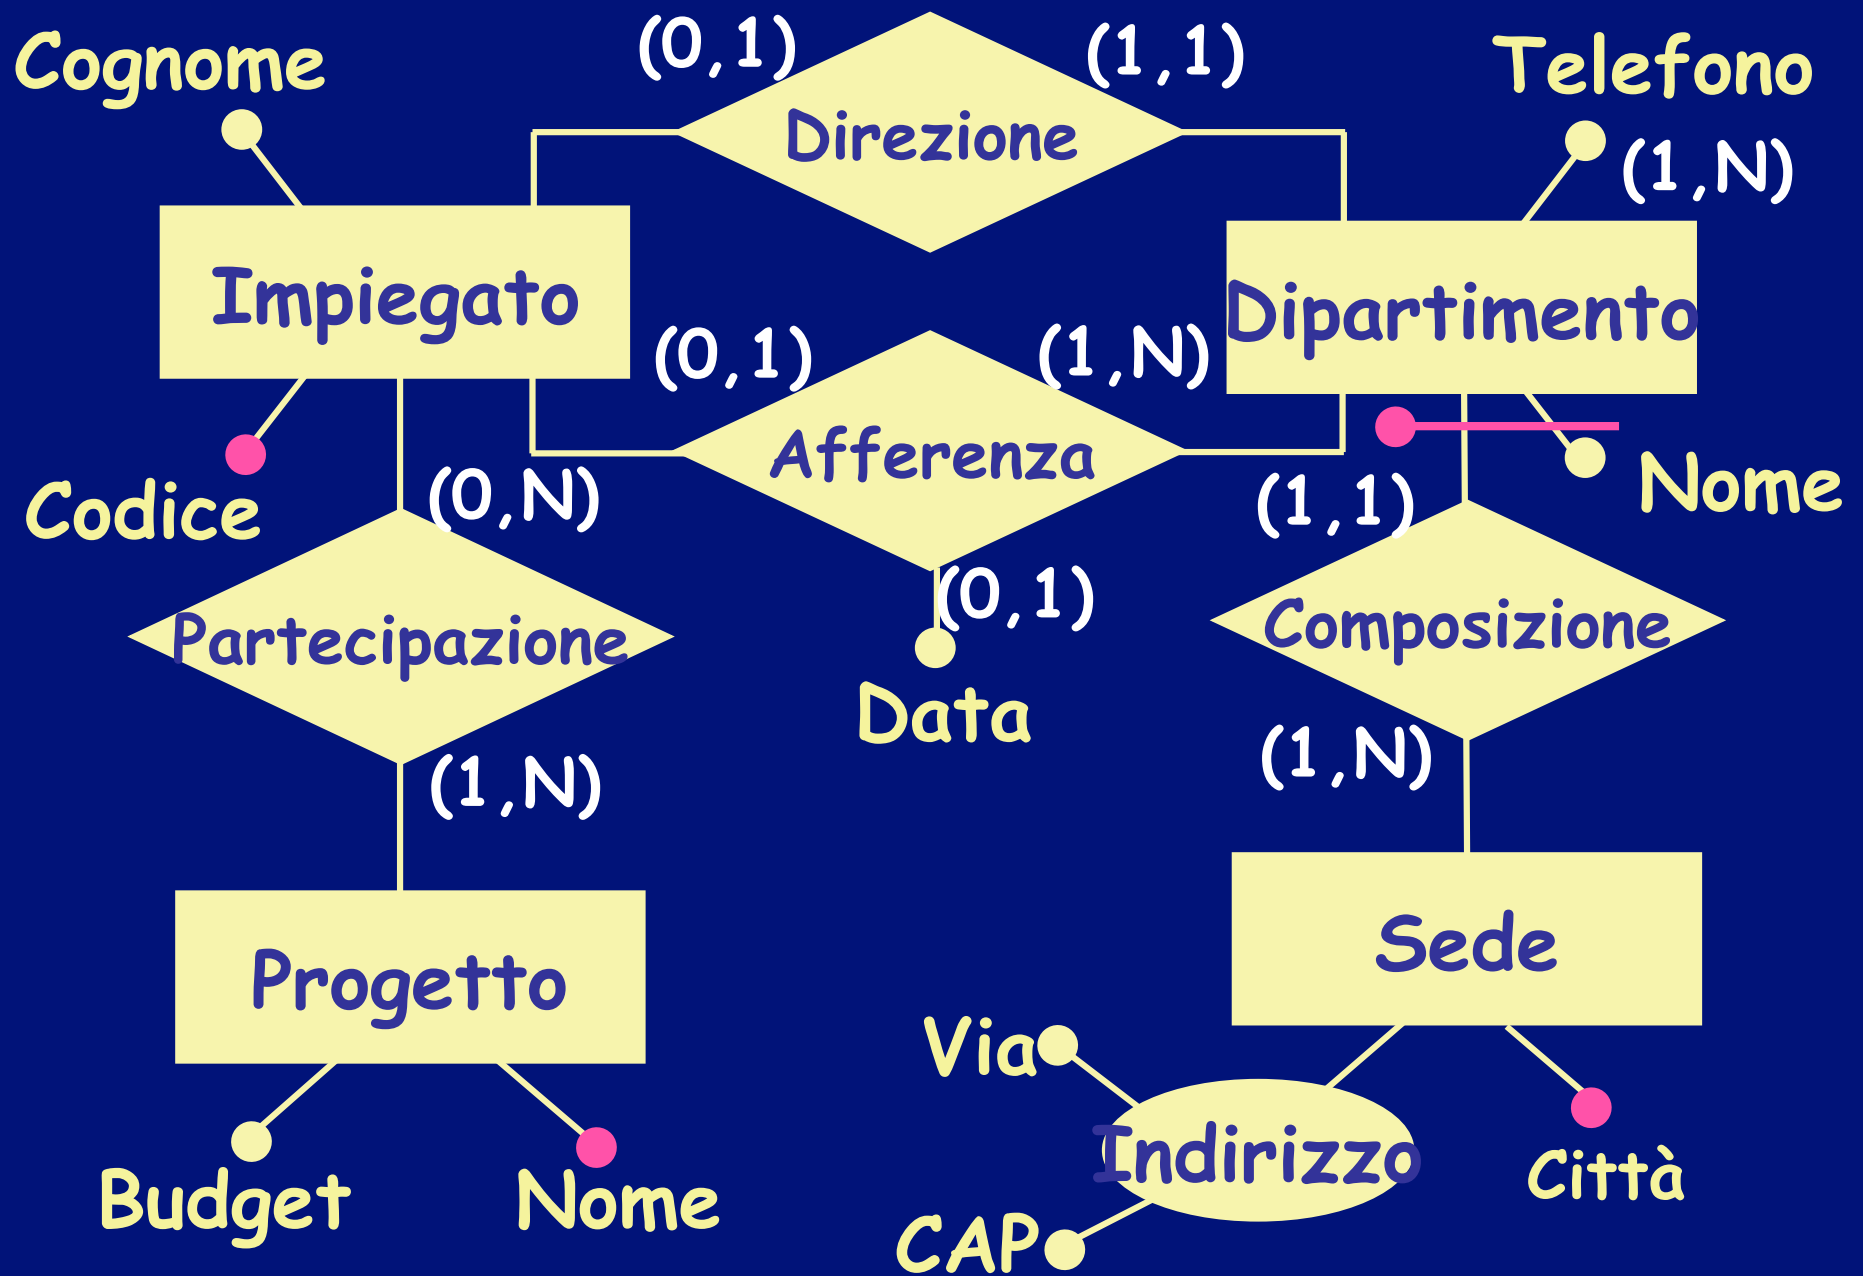 (0,1)
(1,1)
Cognome
Telefono
Direzione
(1,N)
Impiegato
Dipartimento
(0,1)
(1,N)
Afferenza
Codice
(0,N)
(1,1)
Nome
(0,1)
Partecipazione
Composizione
Data
(1,N)
(1,N)
Progetto
Sede
Via
Indirizzo
Città
Budget
Nome
CAP